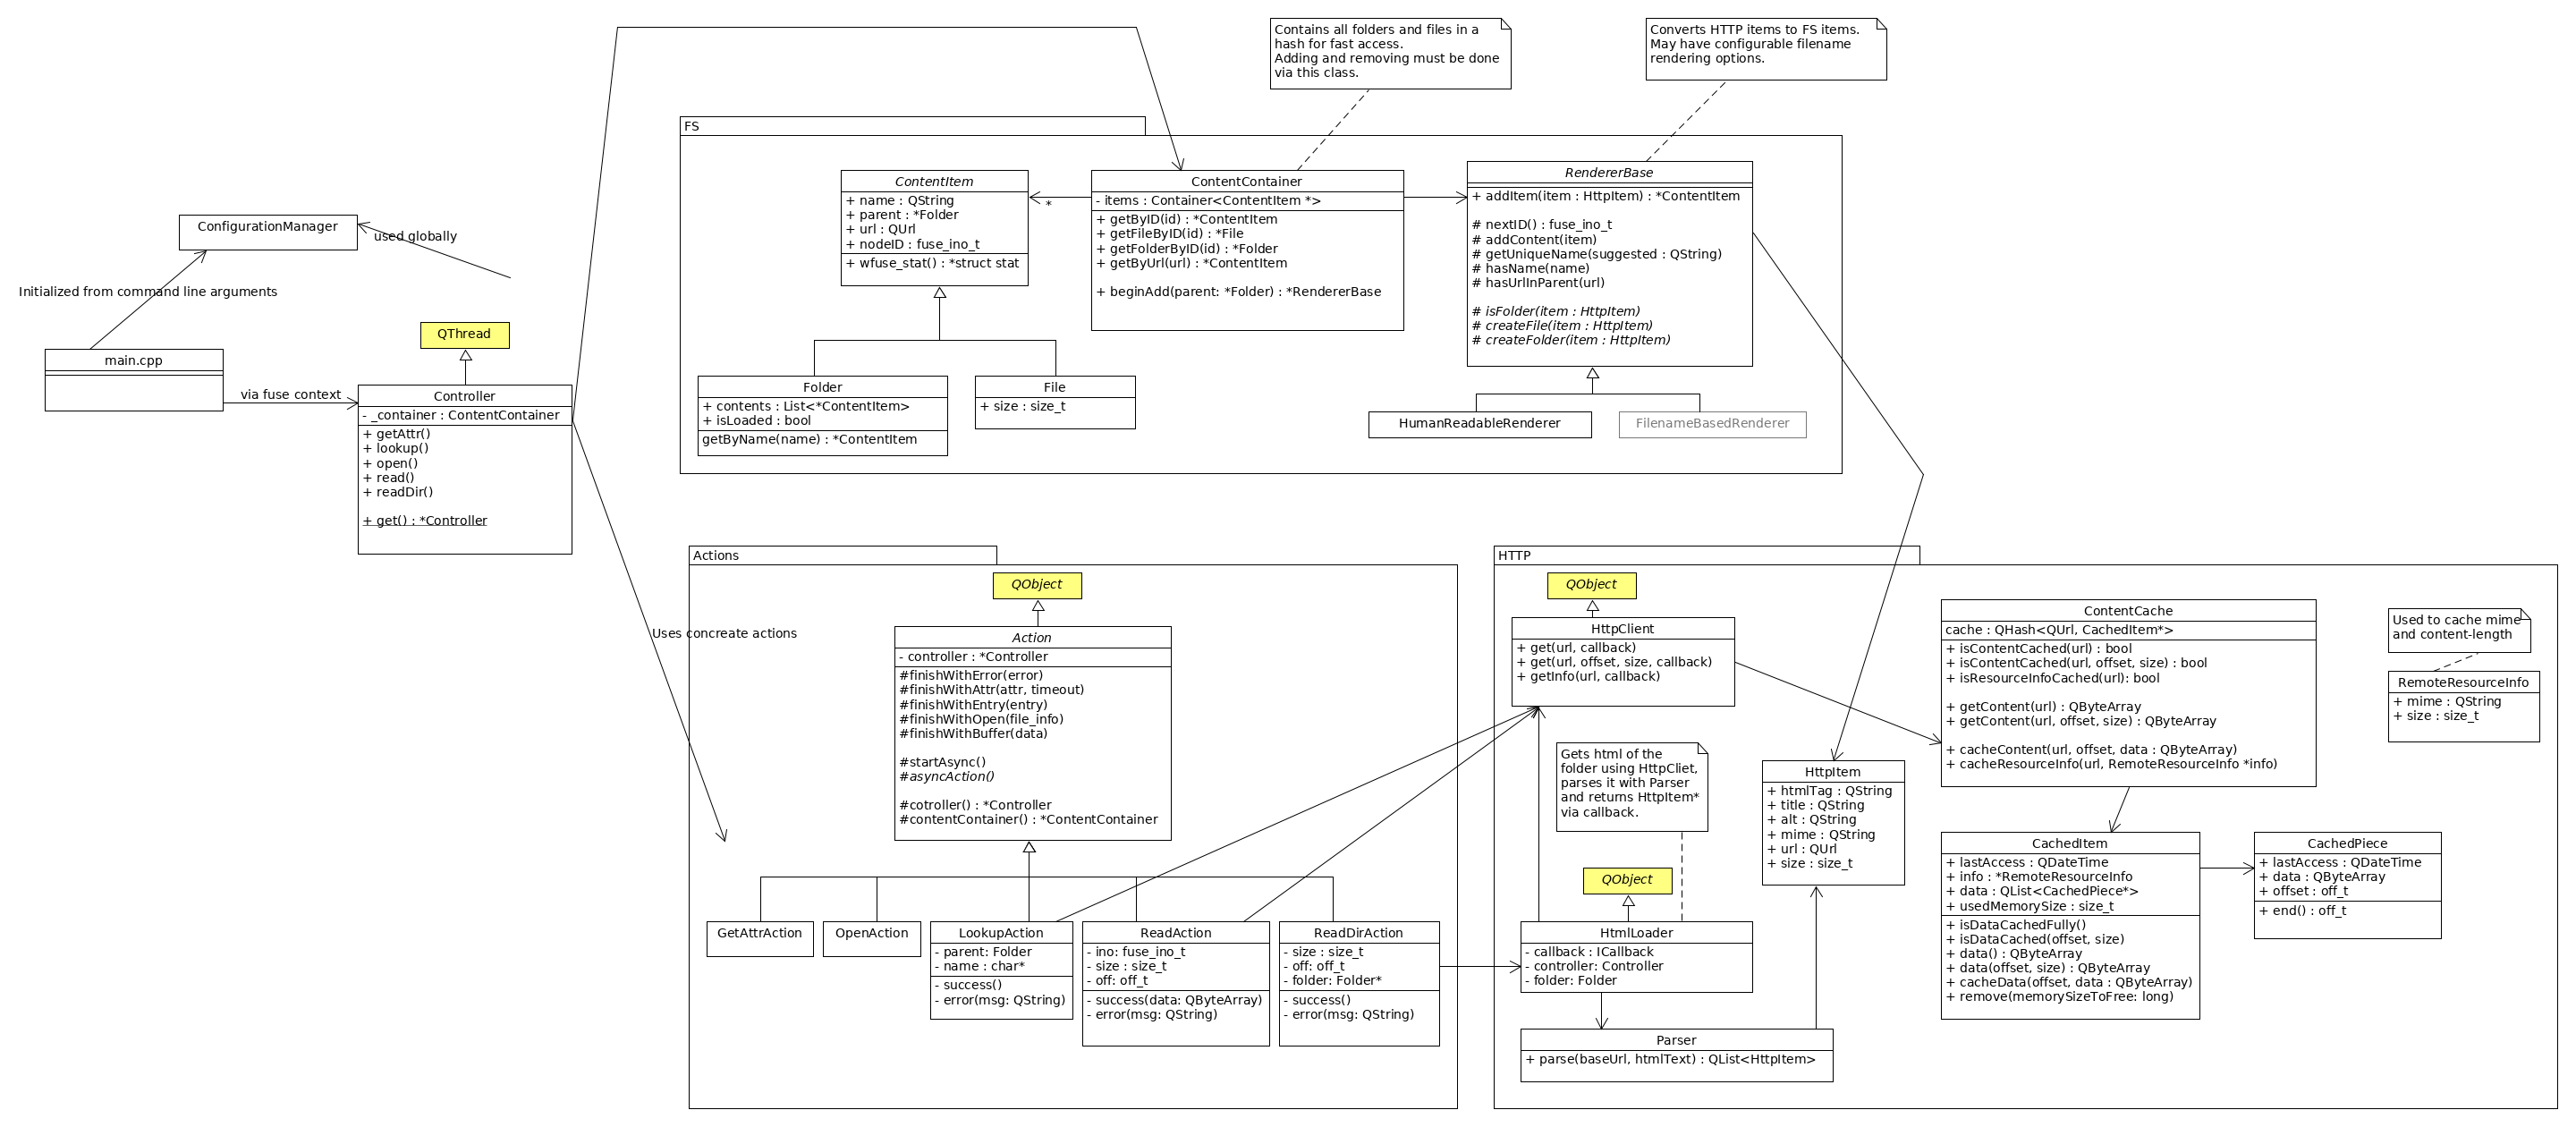 Contains all folders and files in a
hash for fast access.
Adding and removing must be done
via this class.
Converts HTTP items to FS items.
May have configurable filename
rendering options.
FS
ContentItem
+ name : QString
+ parent : *Folder
+ url : QUrl
+ nodeID : fuse_ino_t
+ wfuse_stat() : *struct stat
*
ContentContainer
- items : Container<ContentItem *>
+ getByID(id) : *ContentItem
+ getFileByID(id) : *File
+ getFolderByID(id) : *Folder
+ getByUrl(url) : *ContentItem
+ beginAdd(parent: *Folder) : *RendererBase
RendererBase
+ addItem(item : HttpItem) : *ContentItem
# nextID() : fuse_ino_t
# addContent(item)
# getUniqueName(suggested : QString)
# hasName(name)
# hasUrlInParent(url)
# isFolder(item : HttpItem)
# createFile(item : HttpItem)
# createFolder(item : HttpItem)
ConfigurationManager
used globally
Initialized from command line arguments
QThread
main.cpp
via fuse context
Controller
- _container : ContentContainer
+ getAttr()
+ lookup()
+ open()
+ read()
+ readDir()
+ get() : *Controller
Folder
+ contents : List<*ContentItem>
+ isLoaded : bool
getByName(name) : *ContentItem
File
+ size : size_t
HumanReadableRenderer
FilenameBasedRenderer
Actions
QObject
Action
- controller : *Controller
#finishWithError(error)
#finishWithAttr(attr, timeout)
#finishWithEntry(entry)
#finishWithOpen(file_info)
#finishWithBuffer(data)
#startAsync()
#asyncAction()
#cotroller() : *Controller
#contentContainer() : *ContentContainer
Uses concreate actions
GetAttrAction
OpenAction
LookupAction
- parent: Folder
- name : char*
- success()
- error(msg: QString)
ReadAction
- ino: fuse_ino_t
- size : size_t
- off: off_t
- success(data: QByteArray)
- error(msg: QString)
ReadDirAction
- size : size_t
- off: off_t
- folder: Folder*
- success()
- error(msg: QString)
HTTP
QObject
HttpClient
+ get(url, callback)
+ get(url, offset, size, callback)
+ getInfo(url, callback)
Gets html of the
folder using HttpCliet,
parses it with Parser
and returns HttpItem*
via callback.
QObject
HtmlLoader
- callback : ICallback
- controller: Controller
- folder: Folder
Parser
+ parse(baseUrl, htmlText) : QList<HttpItem>
HttpItem
+ htmlTag : QString
+ title : QString
+ alt : QString
+ mime : QString
+ url : QUrl
+ size : size_t
ContentCache
cache : QHash<QUrl, CachedItem*>
+ isContentCached(url) : bool
+ isContentCached(url, offset, size) : bool
+ isResourceInfoCached(url): bool
+ getContent(url) : QByteArray
+ getContent(url, offset, size) : QByteArray
+ cacheContent(url, offset, data : QByteArray)
+ cacheResourceInfo(url, RemoteResourceInfo *info)
Used to cache mime
and content-length
RemoteResourceInfo
+ mime : QString
+ size : size_t
CachedItem
+ lastAccess : QDateTime
+ info : *RemoteResourceInfo
+ data : QList<CachedPiece*>
+ usedMemorySize : size_t
+ isDataCachedFully()
+ isDataCached(offset, size)
+ data() : QByteArray
+ data(offset, size) : QByteArray
+ cacheData(offset, data : QByteArray)
+ remove(memorySizeToFree: long)
CachedPiece
+ lastAccess : QDateTime
+ data : QByteArray
+ offset : off_t
+ end() : off_t